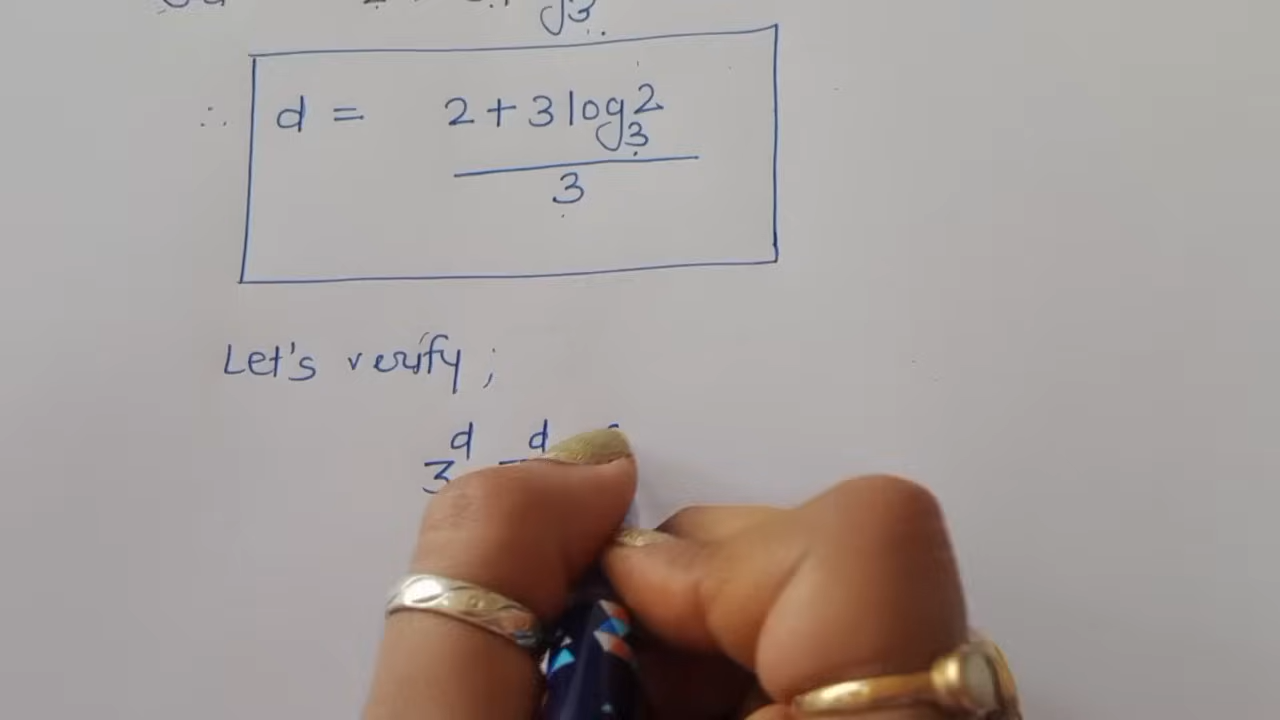 ∴ d = 2 + 3 log₃2
3
Let's verify ;
3^d d